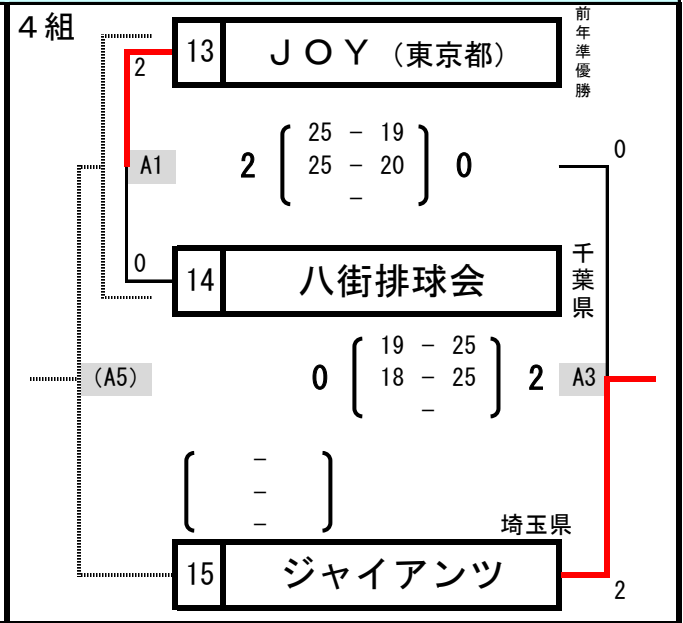 4組
13 JOY（東京都）
前年準優勝
2
A1
2 25 － 19 0
25 － 20
－
0
0
14 八街排球会
千葉県
(A5)
0 19 － 25 2
18 － 25
－
A3
－
－
－
埼玉県
15 ジャイアンツ
2